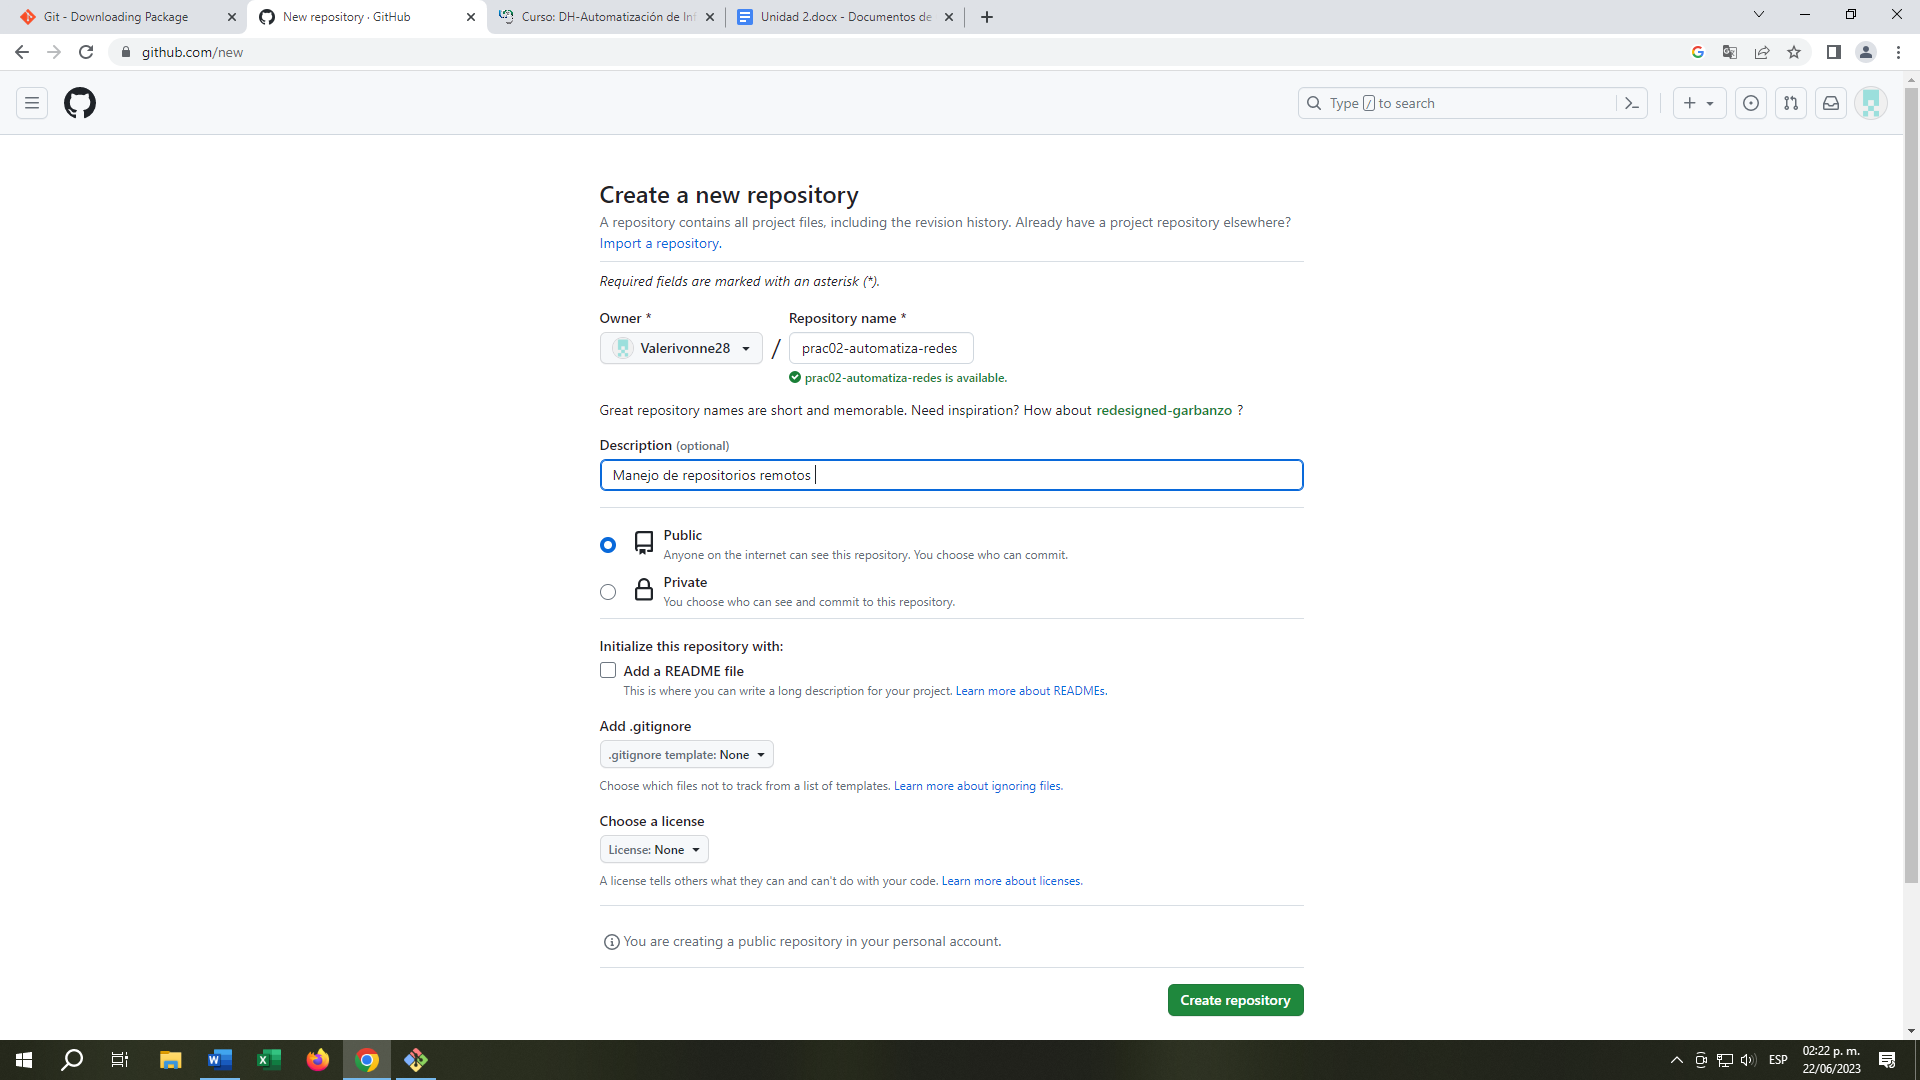 Git - Downloading Package
New repository · GitHub
Curso: DH-Automatización de Inf
Unidad 2.docx - Documentos de
github.com/new
Type / to search
Create a new repository
A repository contains all project files, including the revision history. Already have a project repository elsewhere?
Import a repository.
Required fields are marked with an asterisk (*).
Owner *
Repository name *
Valerivonne28
/
prac02-automatiza-redes
prac02-automatiza-redes is available.
Great repository names are short and memorable. Need inspiration? How about redesigned-garbanzo ?
Description (optional)
Manejo de repositorios remotos
Public
Anyone on the internet can see this repository. You choose who can commit.
Private
You choose who can see and commit to this repository.
Initialize this repository with:
Add a README file
This is where you can write a long description for your project. Learn more about READMEs.
Add .gitignore
.gitignore template: None
Choose which files not to track from a list of templates. Learn more about ignoring files.
Choose a license
License: None
A license tells others what they can and can't do with your code. Learn more about licenses.
You are creating a public repository in your personal account.
Create repository
ESP
02:22 p. m.
22/06/2023